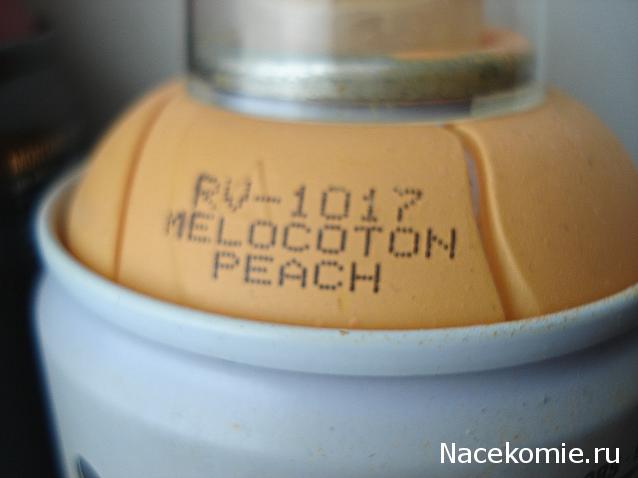 RV-1017
MELOCOTON
PEACH
Nacekomie.ru